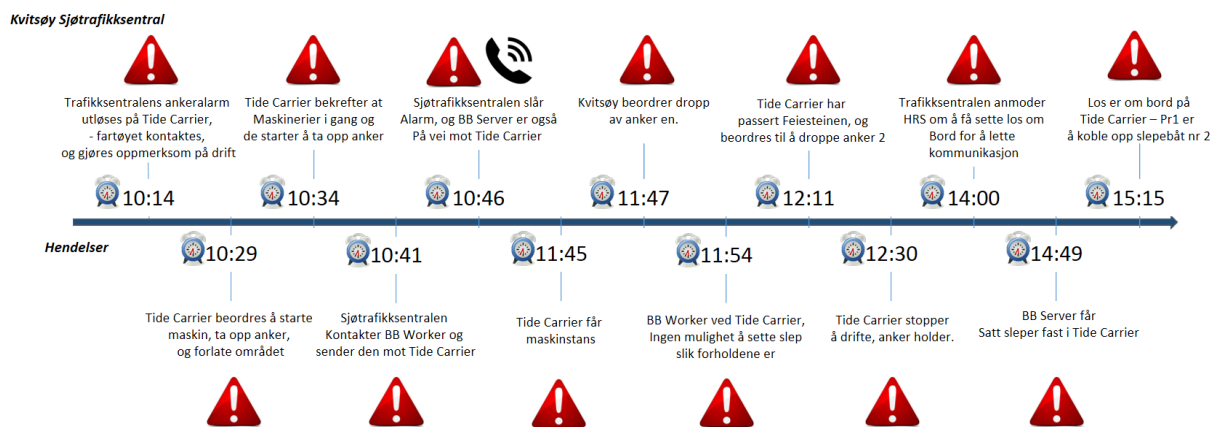 Kvitsøy Sjøtrafikksentral
Trafikksentralens ankeralarm
utløses på Tide Carrier,
- fartøyet kontaktes,
og gjøres oppmerksom på drift
Tide Carrier bekrefter at
Maskinerier i gang og
de starter å ta opp anker
Sjøtrafikksentralen slår
Alarm, og BB Server er også
På vei mot Tide Carrier
Kvitsøy beordrer dropp
av anker en.
Tide Carrier har
passert Feiesteinen, og
beordres til å droppe anker 2
Trafikksentralen anmoder
HRS om å få sette los om
Bord for å lette
kommunikasjon
Los er om bord på
Tide Carrier – Pr1 er
å koble opp slepebåt nr 2
10:14
10:34
10:46
11:47
12:11
14:00
15:15
Hendelser
10:29
10:41
11:45
11:54
12:30
14:49
Tide Carrier beordres å starte
maskin, ta opp anker,
og forlate området
Sjøtrafikksentralen
Kontakter BB Worker og
sender den mot Tide Carrier
Tide Carrier får
maskinstans
BB Worker ved Tide Carrier,
Ingen mulighet å sette slep
slik forholdene er
Tide Carrier stopper
å drifte, anker holder.
BB Server får
Satt sleper fast i Tide Carrier